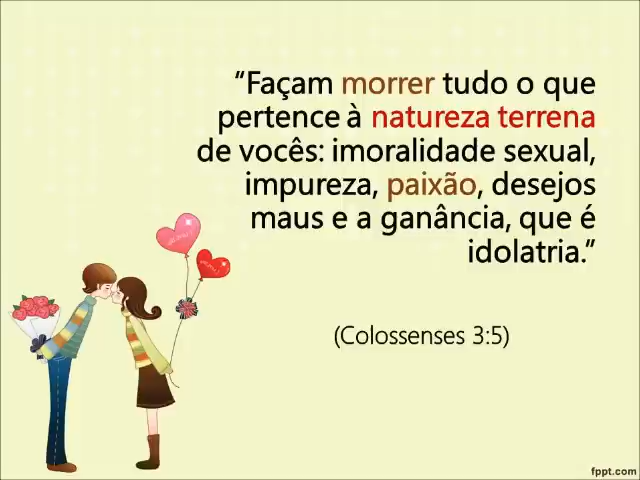 “Façam morrer tudo o que
pertence à natureza terrena
de vocês: imoralidade sexual,
impureza, paixão, desejos
maus e a ganância, que é
idolatria.”
(Colossenses 3:5)
fppt.com